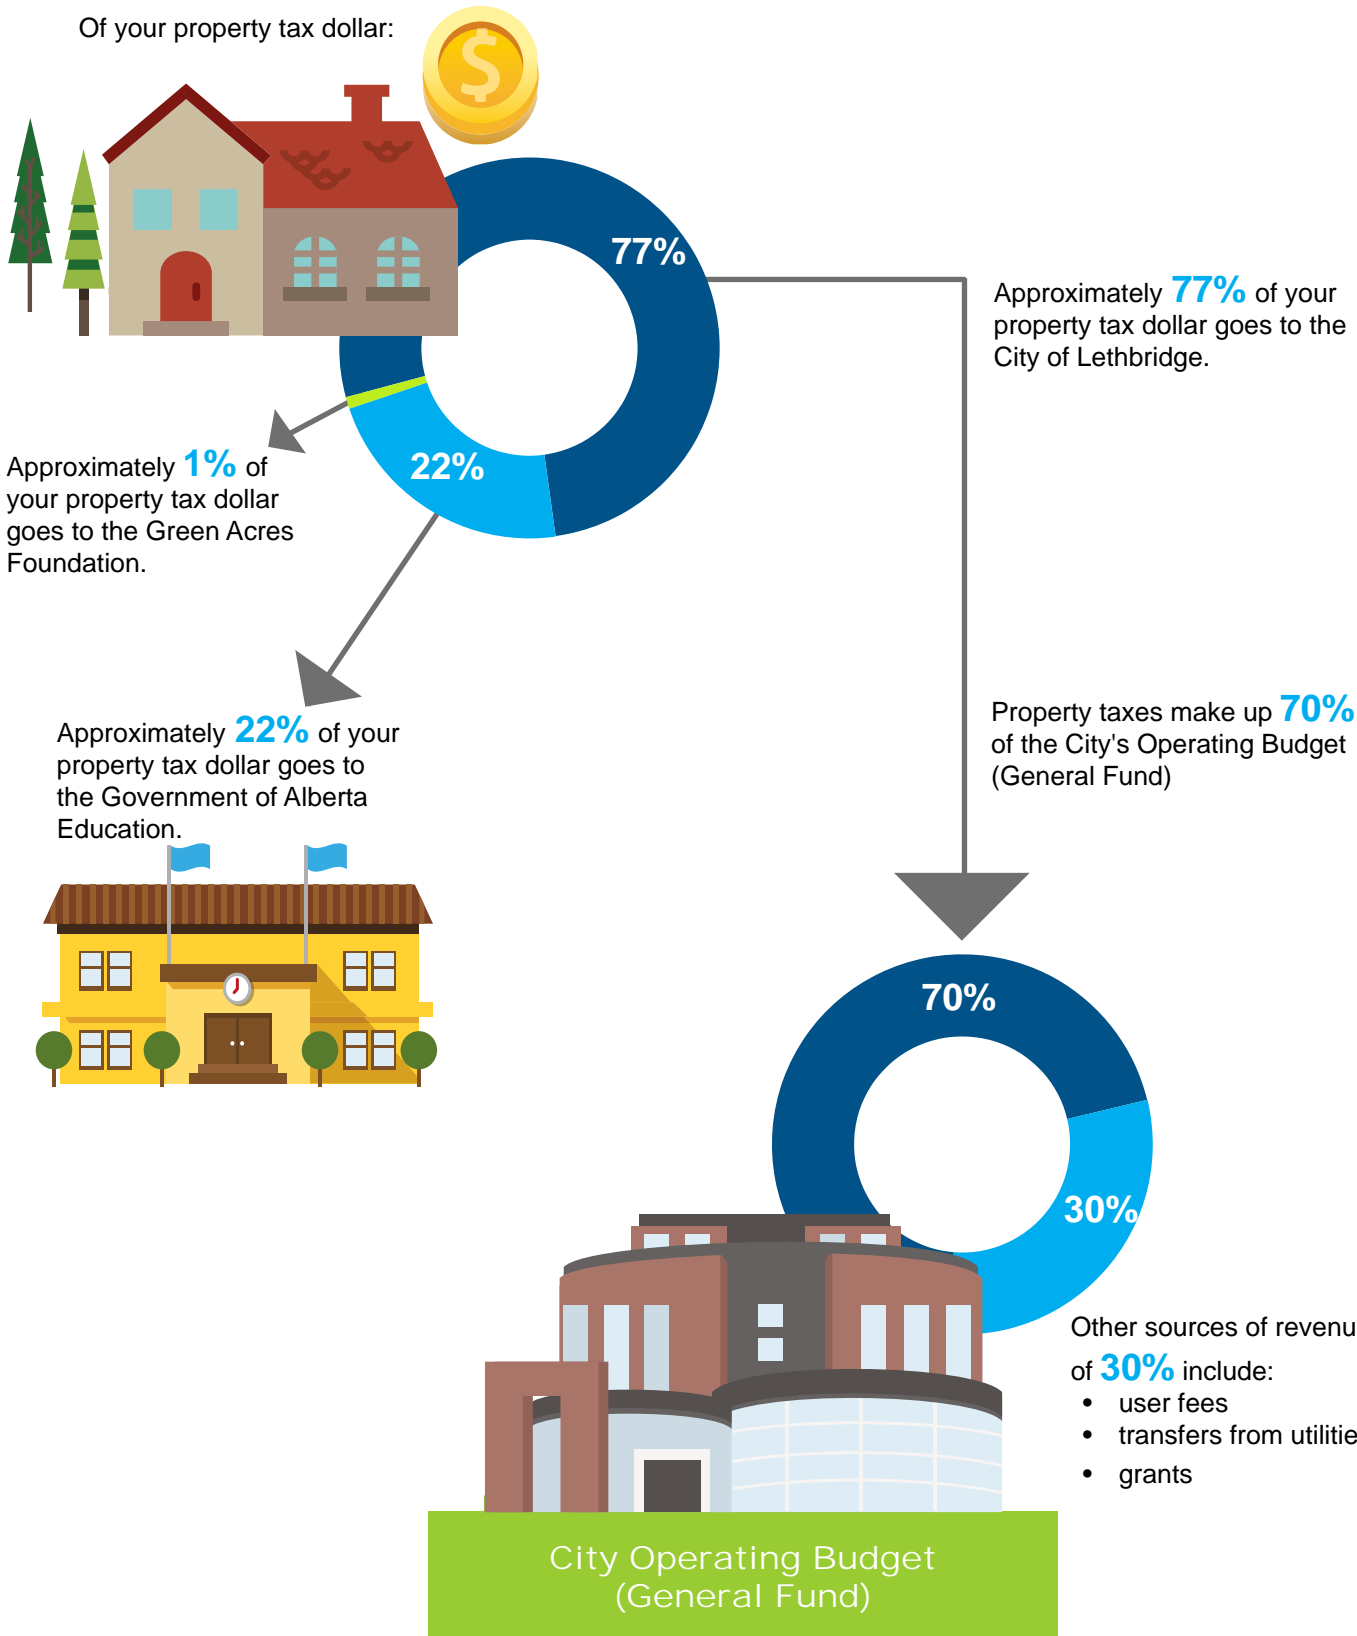 Of your property tax dollar:
$
77%
Approximately 77% of your
property tax dollar goes to the
City of Lethbridge.
22%
Approximately 1% of
your property tax dollar
goes to the Green Acres
Foundation.
Approximately 22% of your
property tax dollar goes to
the Government of Alberta
Education.
Property taxes make up 70%
of the City's Operating Budget
(General Fund)
70%
30%
Other sources of revenu
of 30% include:
• user fees
• transfers from utilitie
• grants
City Operating Budget
(General Fund)